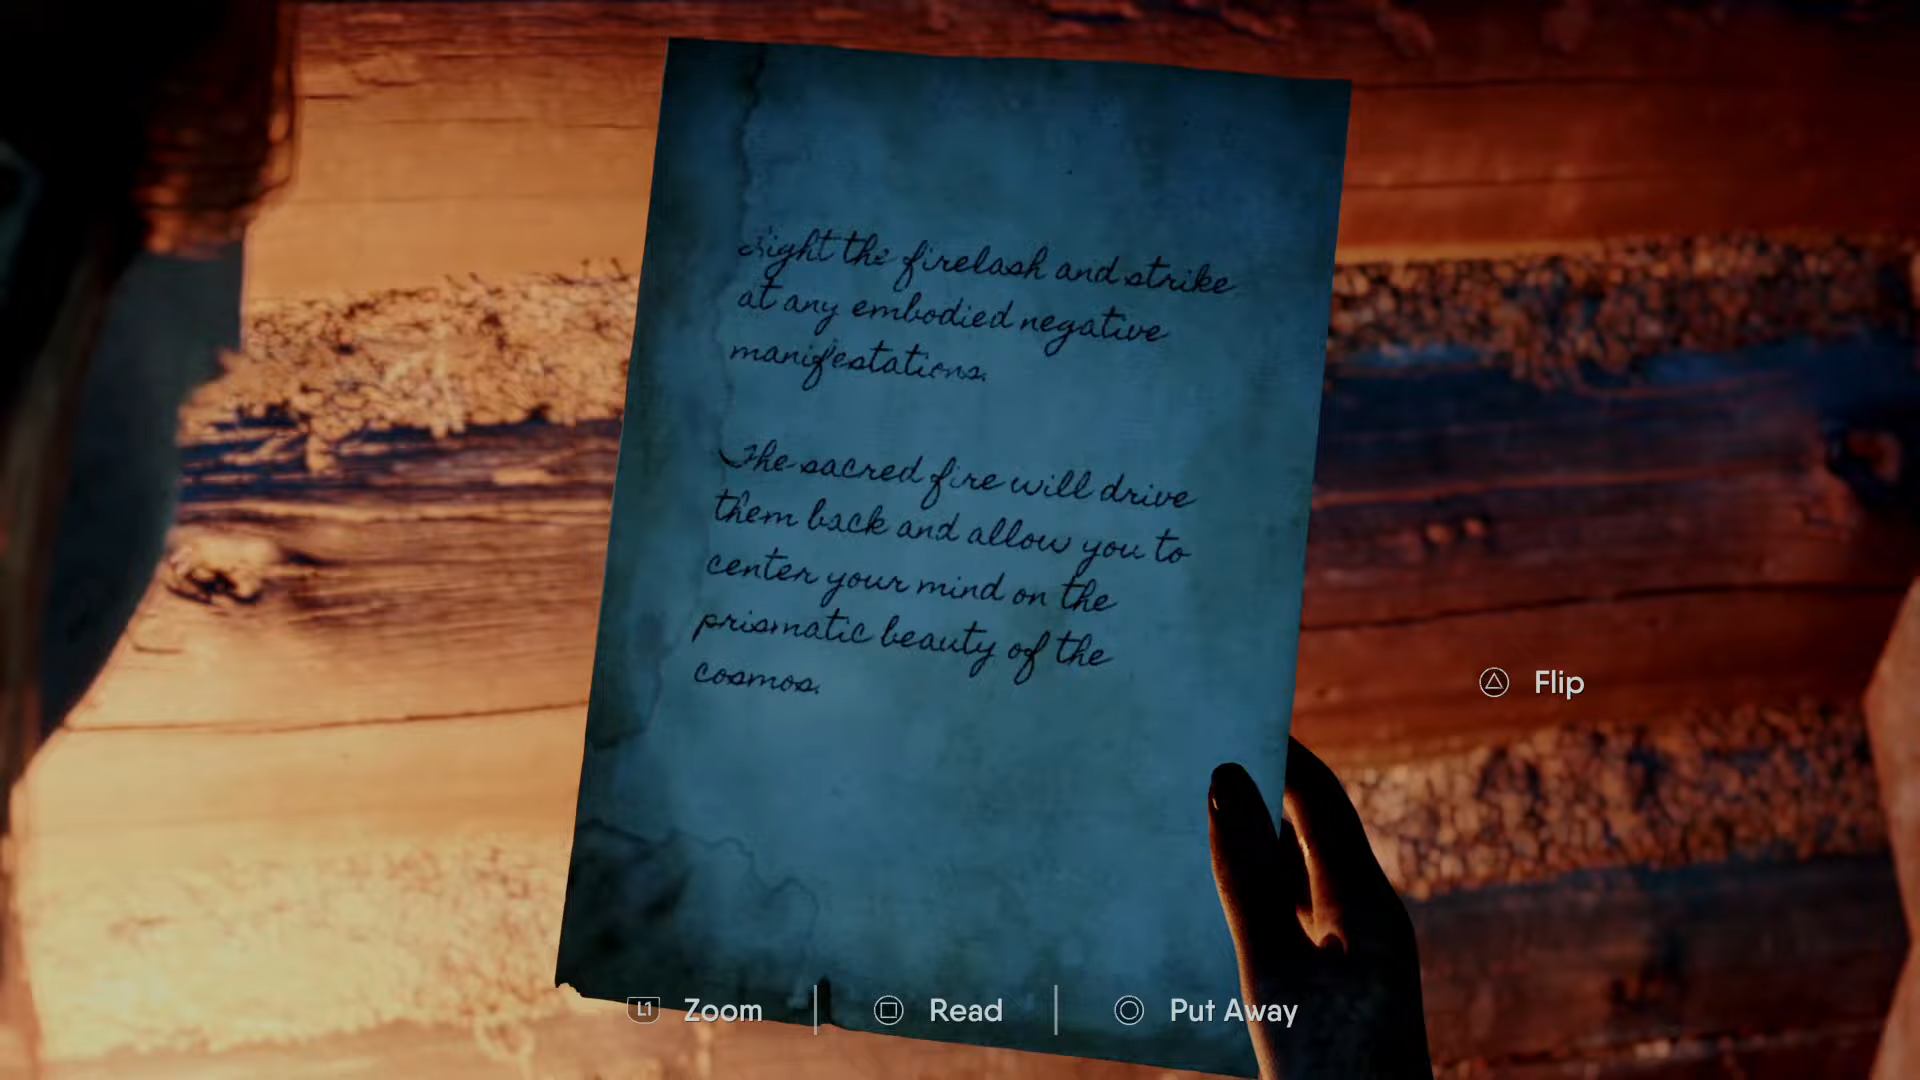 Light the firelash and strike
at any embodied negative
manifestations.
The sacred fire will drive
them back and allow you to
center your mind on the
prismatic beauty of the
cosmos.
Flip
L1 Zoom
Read
Put Away